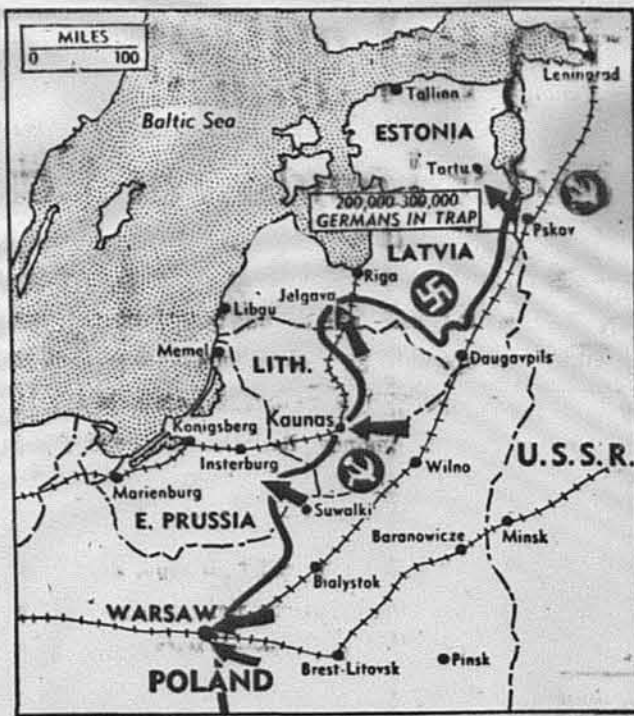 MILES
0 100
Leningrad
Tallinn
Baltic Sea
ESTONIA
Tartu
200,000-300,000
GERMANS IN TRAP
Pskov
LATVIA
Riga
Jelgava
Libau
Memel
LITH.
Daugavpils
Kaunas
Konigsberg
Insterburg
Wilno
U.S.S.R.
Marienburg
E. PRUSSIA
Suwalki
Baranowicze
Minsk
Bialystok
WARSAW
Brest-Litovsk
Pinsk
POLAND